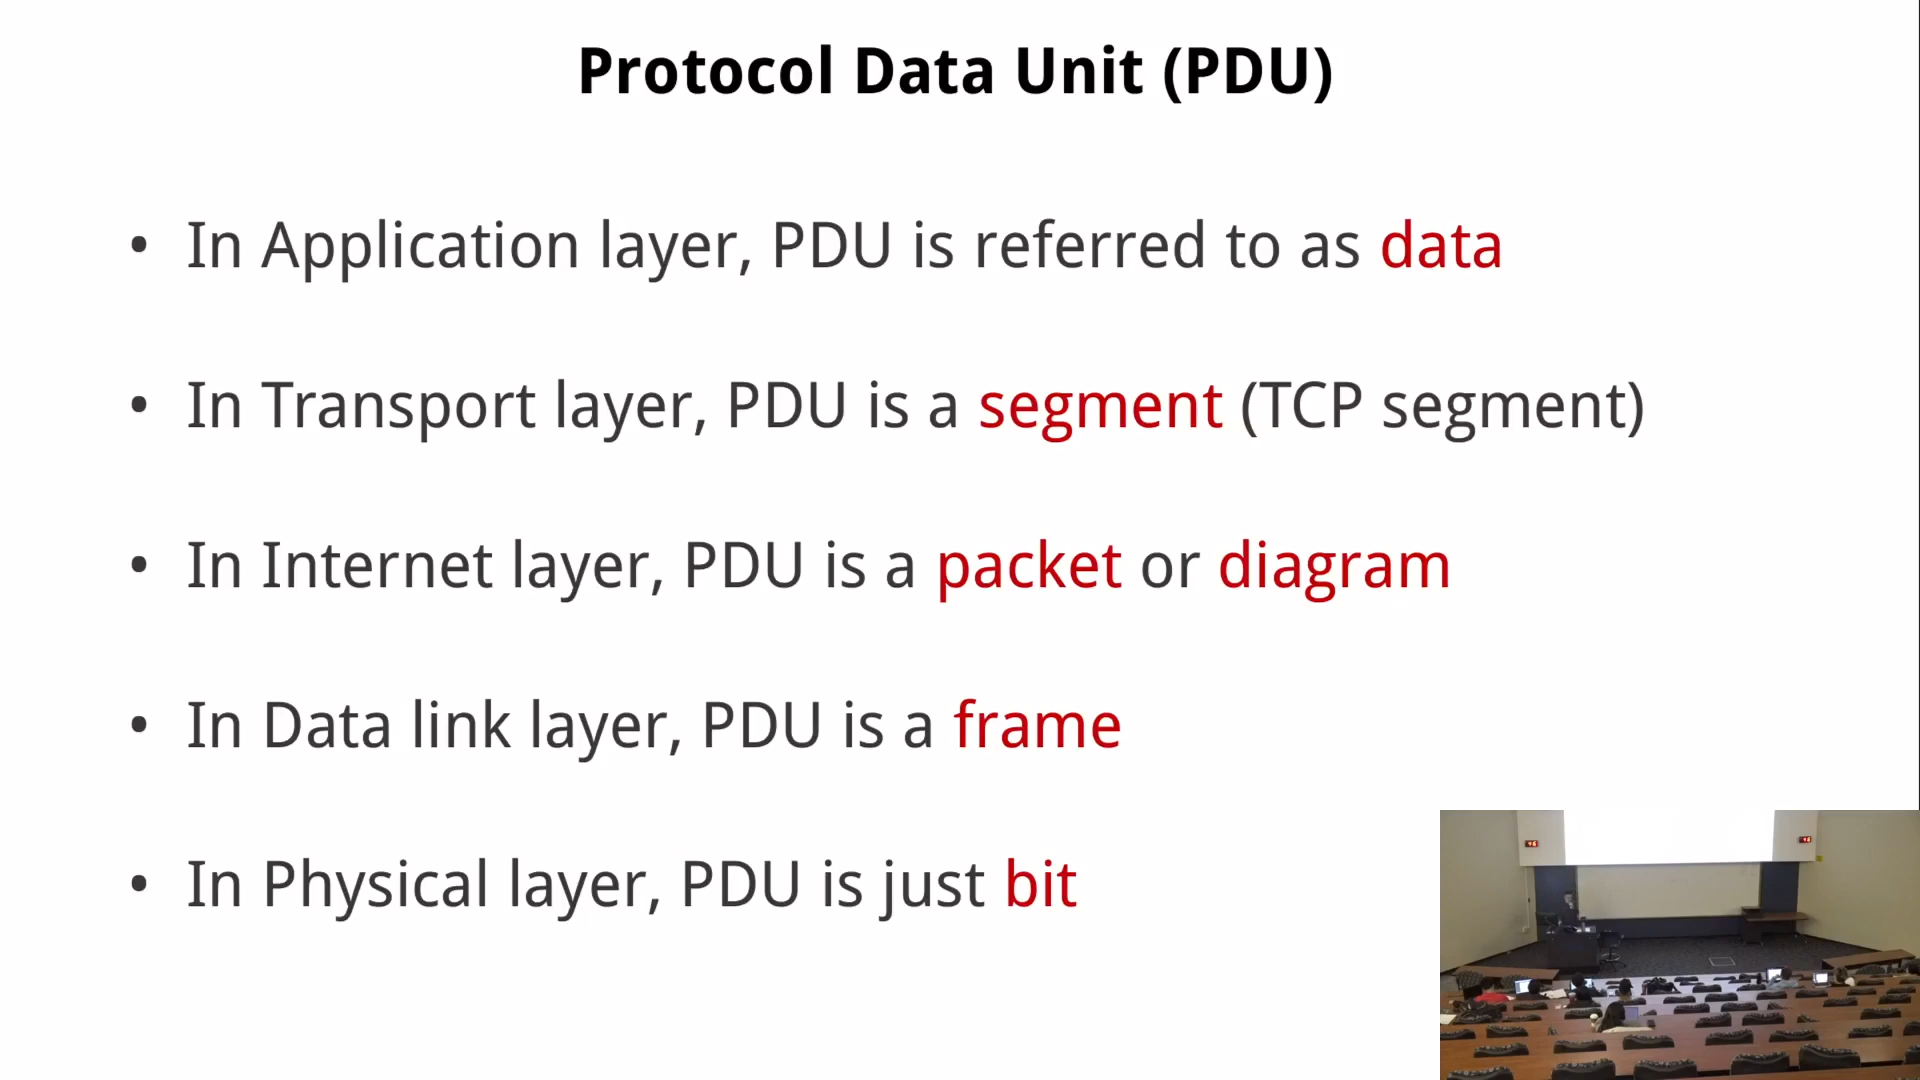 Protocol Data Unit (PDU)
• In Application layer, PDU is referred to as data
• In Transport layer, PDU is a segment (TCP segment)
• In Internet layer, PDU is a packet or diagram
• In Data link layer, PDU is a frame
• In Physical layer, PDU is just bit